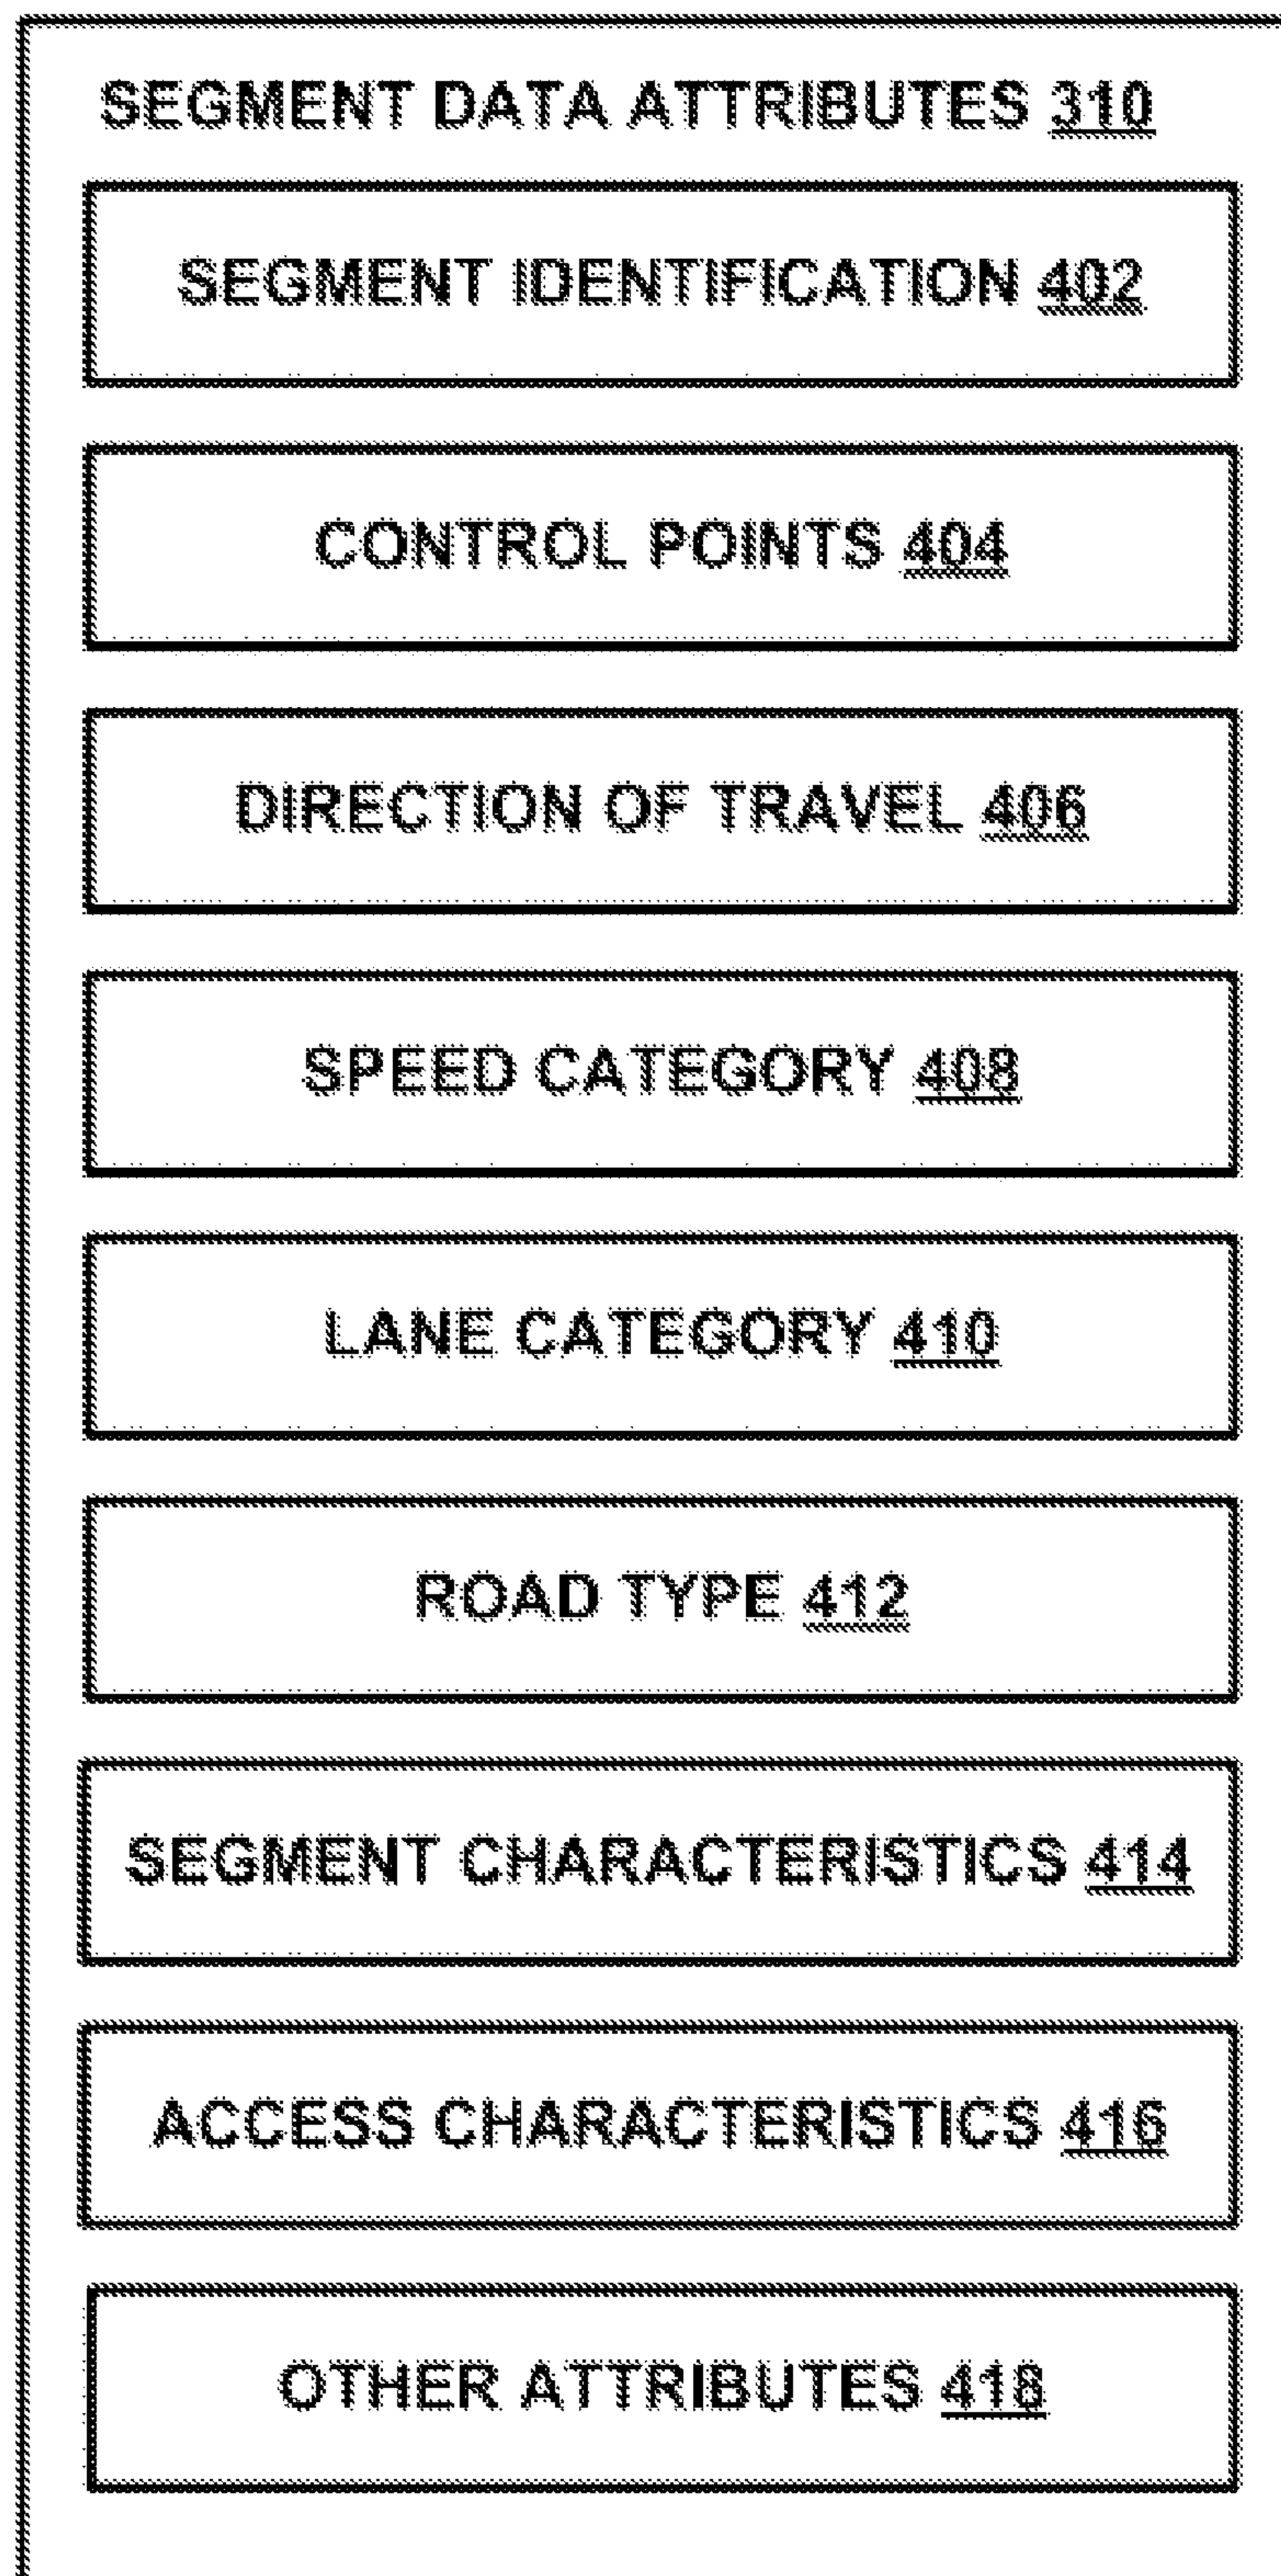 SEGMENT DATA ATTRIBUTES 310
SEGMENT IDENTIFICATION 402
CONTROL POINTS 404
DIRECTION OF TRAVEL 406
SPEED CATEGORY 408
LANE CATEGORY 410
ROAD TYPE 412
SEGMENT CHARACTERISTICS 414
ACCESS CHARACTERISTICS 416
OTHER ATTRIBUTES 418